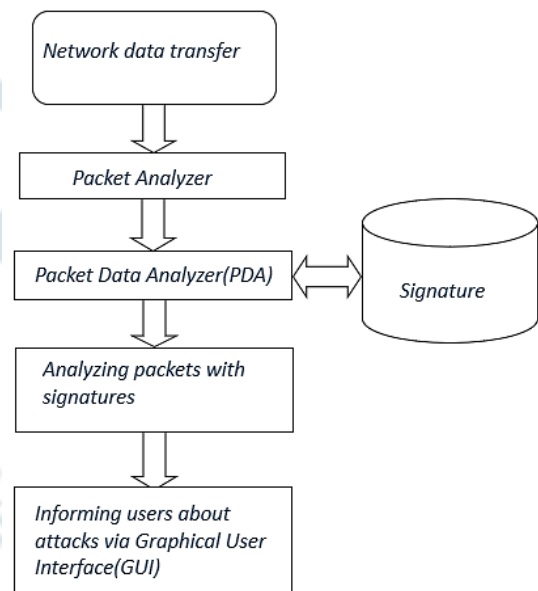 Network data transfer
Packet Analyzer
Packet Data Analyzer(PDA)
Signature
Analyzing packets with
signatures
Informing users about
attacks via Graphical User
Interface(GUI)